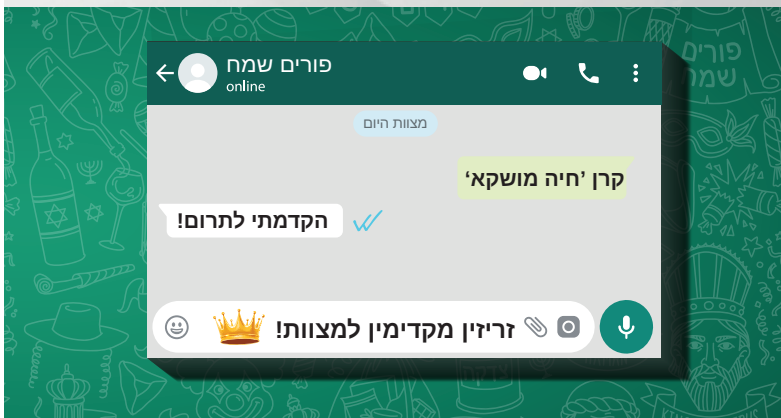 פורים שמח
online
מצוות היום
קרן 'חיה מושקא'
הקדמתי לתרום!
זריזין מקדימין למצוות!
פורים
שמח